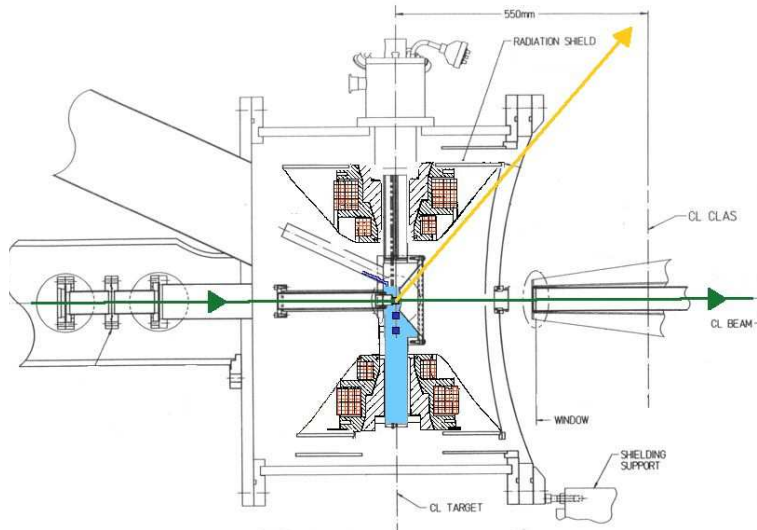 550mm
RADIATION SHIELD
CL CLAS
CL BEAM
WINDOW
SHIELDING
SUPPORT
CL TARGET